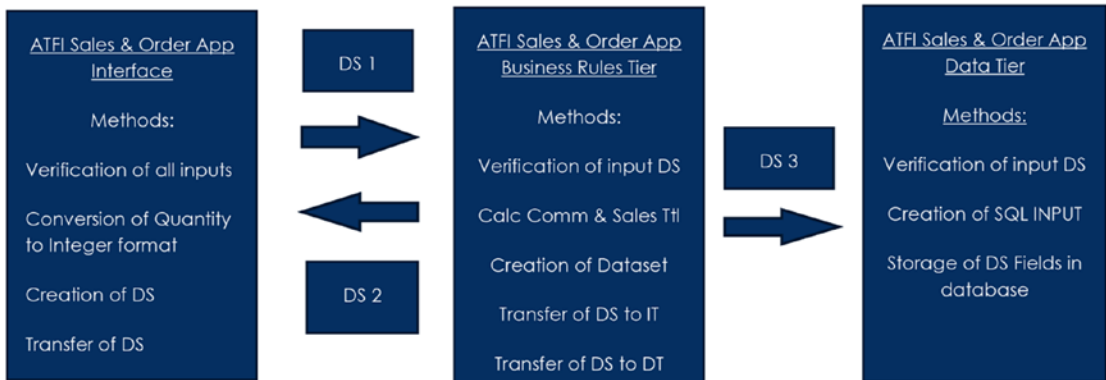 ATFI Sales & Order App
Interface
Methods:
Verification of all inputs
Conversion of Quantity
to Integer format
Creation of DS
Transfer of DS
DS 1
DS 2
ATFI Sales & Order App
Business Rules Tier
Methods:
Verification of input DS
Calc Comm & Sales Ttl
Creation of Dataset
Transfer of DS to IT
Transfer of DS to DT
DS 3
ATFI Sales & Order App
Data Tier
Methods:
Verification of input DS
Creation of SQL INPUT
Storage of DS Fields in
database